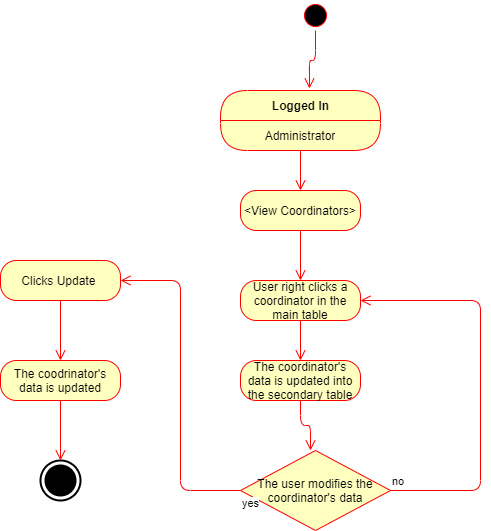 Logged In
Administrator
<View Coordinators>
User right clicks a
coordinator in the
main table
Clicks Update
The coordinator's
data is updated into
the secondary table
The coodrinator's
data is updated
The user modifies the
coordinator's data
no
yes